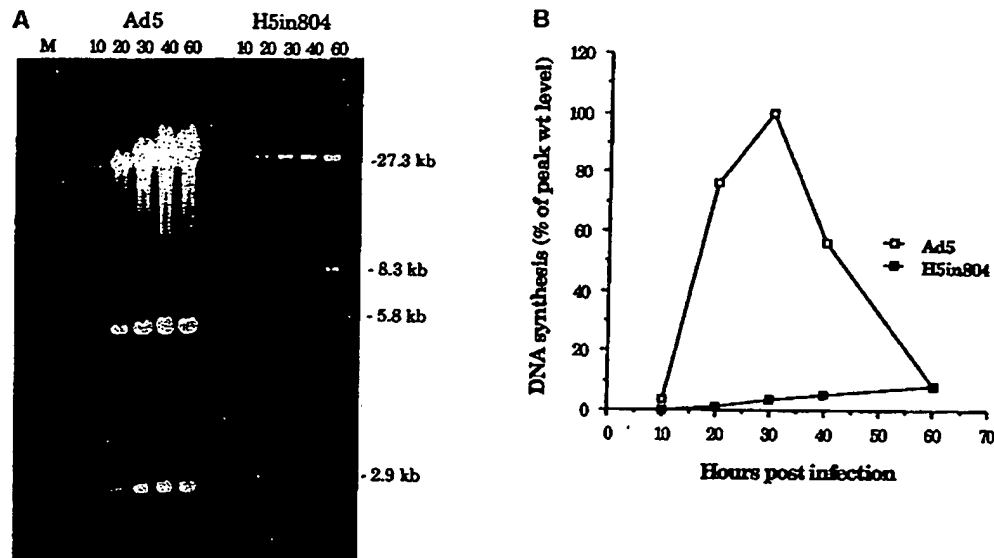 A
Ad5 H5in804
M 10 20 30 40 60 10 20 30 40 60
-27.3 kb
- 8.3 kb
- 5.8 kb
- 2.9 kb
B
DNA synthesis (% of peak wt level)
120
100
80
60
40
20
0
0 10 20 30 40 50 60 70
Hours post infection
Ad5
H5in804